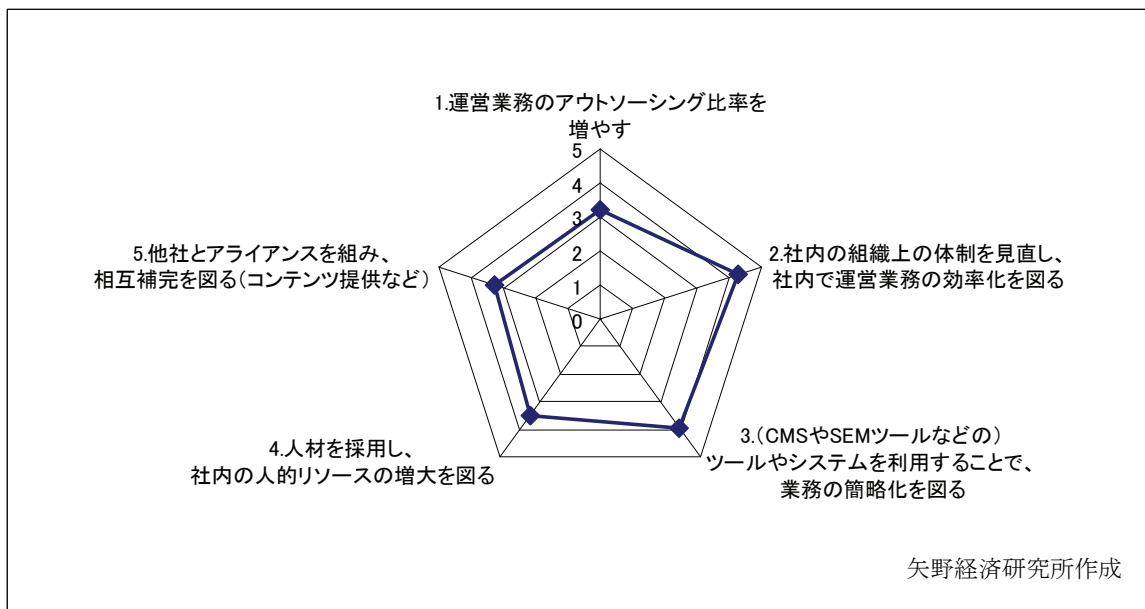 1.運営業務のアウトソーシング比率を
増やす
5
4
3
2
1
0
2.社内の組織上の体制を見直し、
社内で運営業務の効率化を図る
3.(CMSやSEMツールなどの)
ツールやシステムを利用することで、
業務の簡略化を図る
4.人材を採用し、
社内の人的リソースの増大を図る
5.他社とアライアンスを組み、
相互補完を図る(コンテンツ提供など)
矢野経済研究所作成